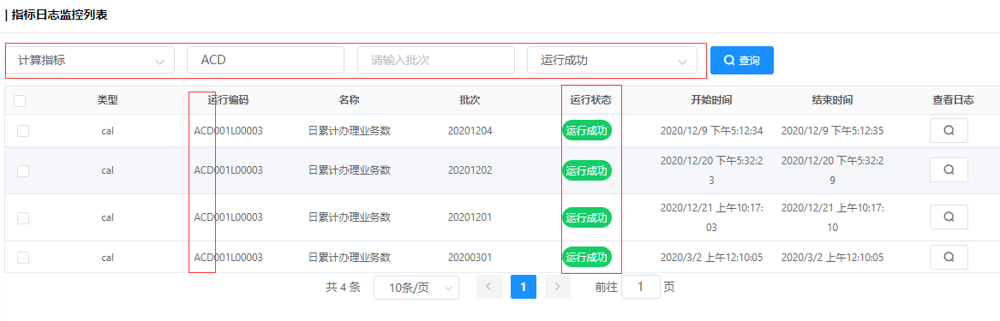 | 指标日志监控列表
计算指标 ACD 请输入批次 运行成功 查询
类型 运行编码 名称 批次 运行状态 开始时间 结束时间 查看日志
cal ACD001L00003 日累计办理业务数 20201204 运行成功 2020/12/9 下午5:12:34 2020/12/9 下午5:12:35
cal ACD001L00003 日累计办理业务数 20201202 运行成功 2020/12/20 下午5:32:2 2020/12/20 下午5:32:2
3 9
cal ACD001L00003 日累计办理业务数 20201201 运行成功 2020/12/21 上午10:17: 2020/12/21 上午10:17:
03 10
cal ACD001L00003 日累计办理业务数 20200301 运行成功 2020/3/2 上午12:10:05 2020/3/2 上午12:10:05
共 4 条 10条/页 1 前往 1 页